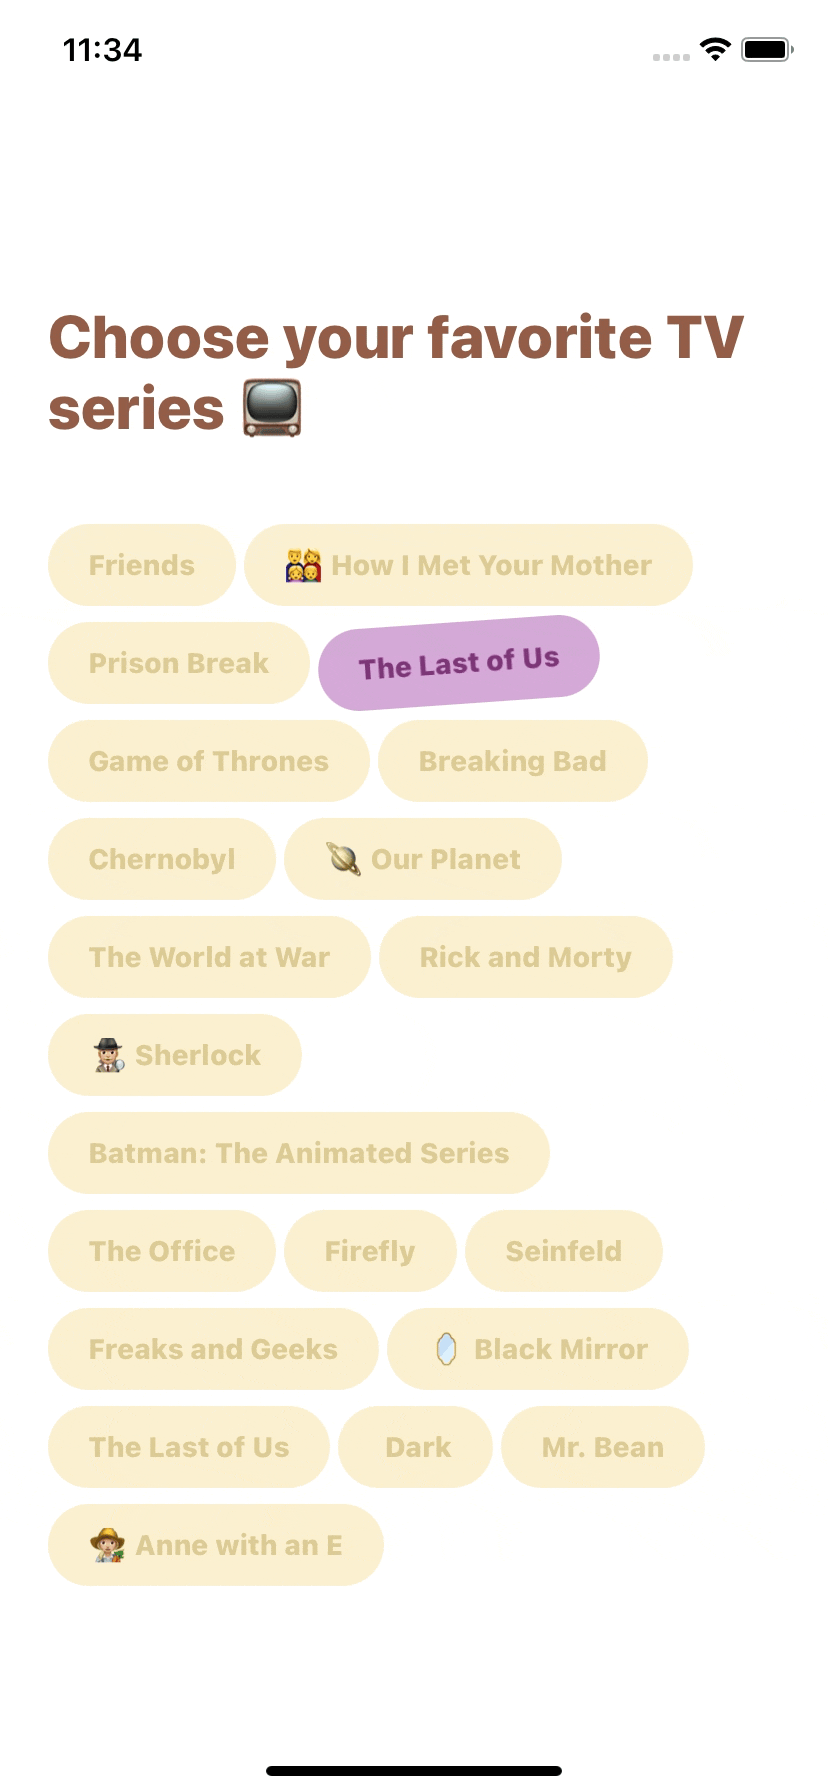 11:34
Choose your favorite TV
series 📺
Friends
👨‍👩‍👧‍👦 How I Met Your Mother
Prison Break
The Last of Us
Game of Thrones
Breaking Bad
Chernobyl
🪐 Our Planet
The World at War
Rick and Morty
🕵🏼 Sherlock
Batman: The Animated Series
The Office
Firefly
Seinfeld
Freaks and Geeks
🪞 Black Mirror
The Last of Us
Dark
Mr. Bean
👩🏼‍🌾 Anne with an E